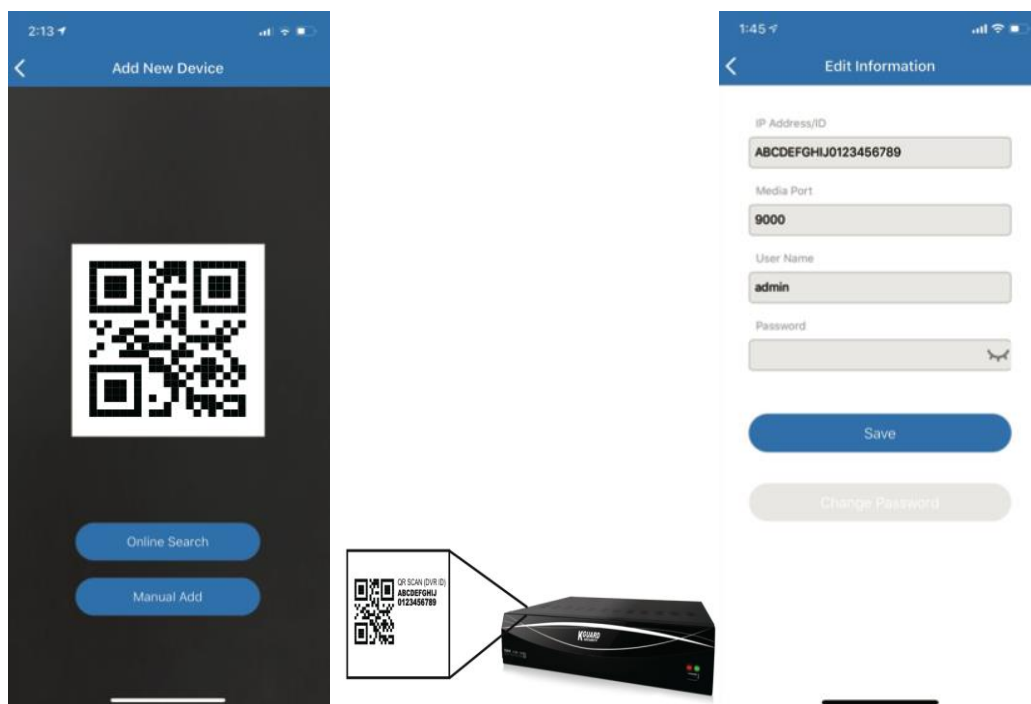 2:13
Add New Device
Online Search
Manual Add
QR SCAN (DVR ID)
ABCDEFGHIJ
0123456789
KGUARD
1:45
Edit Information
IP Address/ID
ABCDEFGHIJ0123456789
Media Port
9000
User Name
admin
Password
Save
Change Password